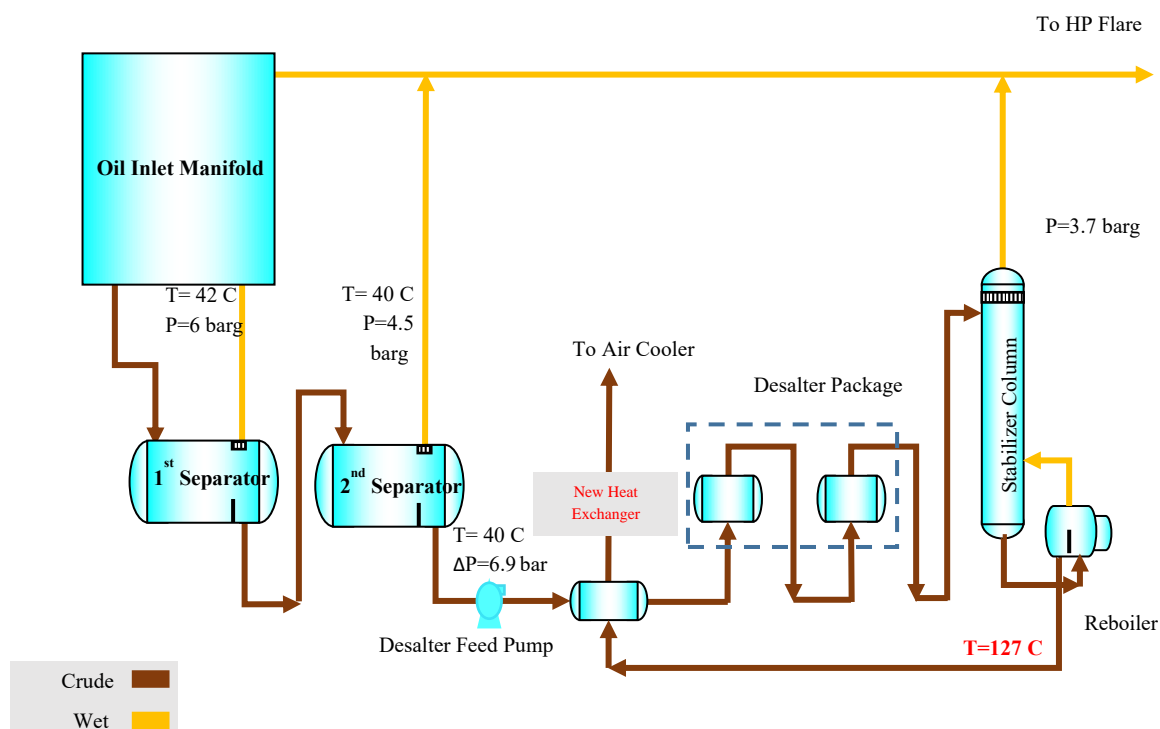 To HP Flare
Oil Inlet Manifold
P=3.7 barg
T= 42 C
P=6 barg
T= 40 C
P=4.5
barg
To Air Cooler
Desalter Package
Stabilizer Column
1st Separator
2nd Separator
New Heat
Exchanger
T= 40 C
ΔP=6.9 bar
Desalter Feed Pump
Reboiler
T=127 C
Crude
Wet